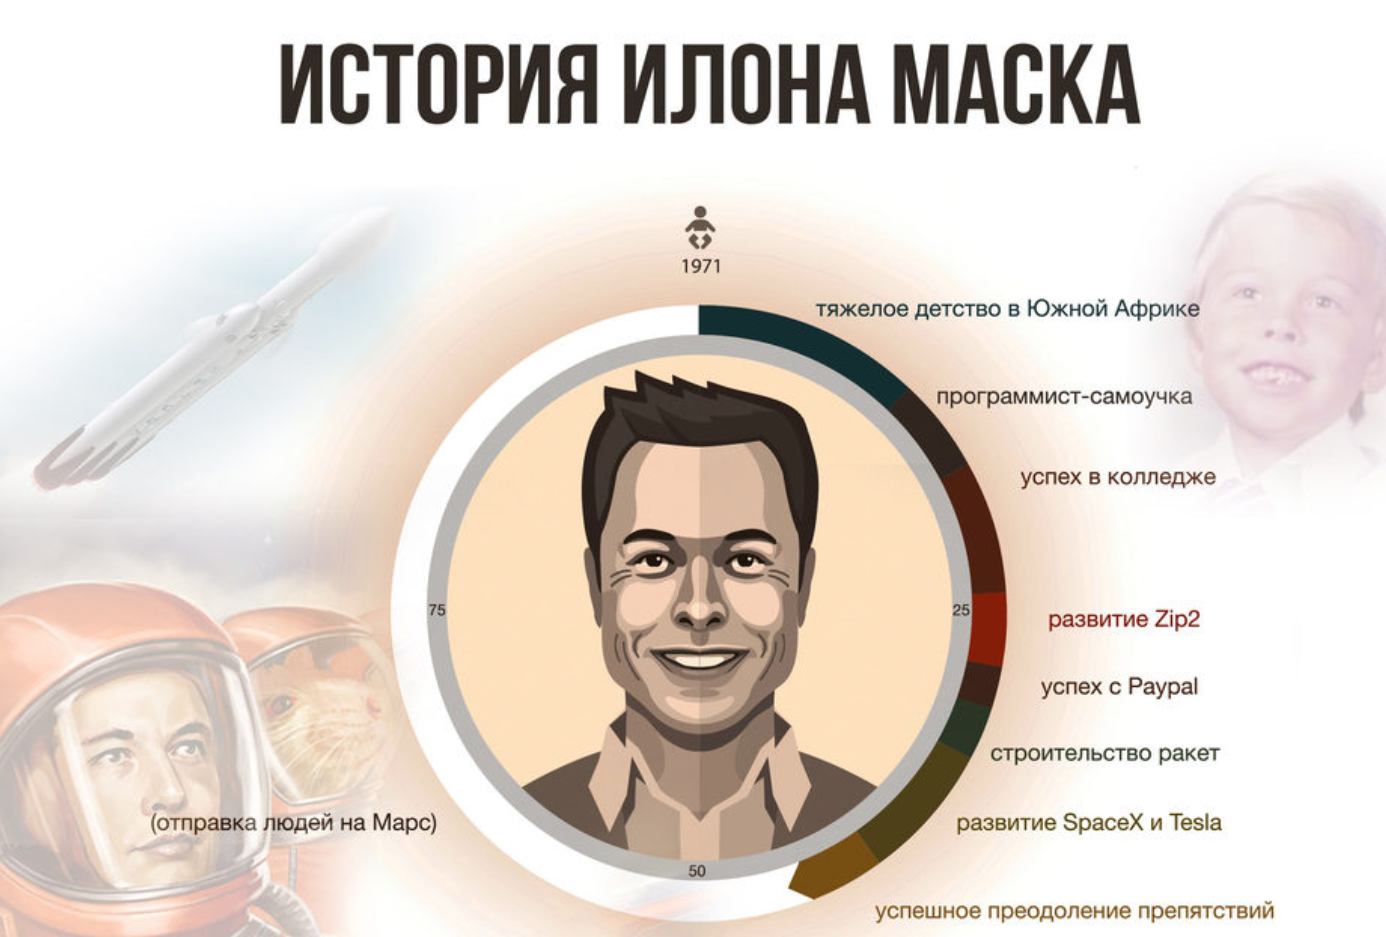 ИСТОРИЯ ИЛОНА МАСКА
1971
тяжелое детство в Южной Африке
программист-самоучка
успех в колледже
75
25
развитие Zip2
успех с Paypal
строительство ракет
(отправка людей на Марс)
развитие SpaceX и Tesla
50
успешное преодоление препятствий